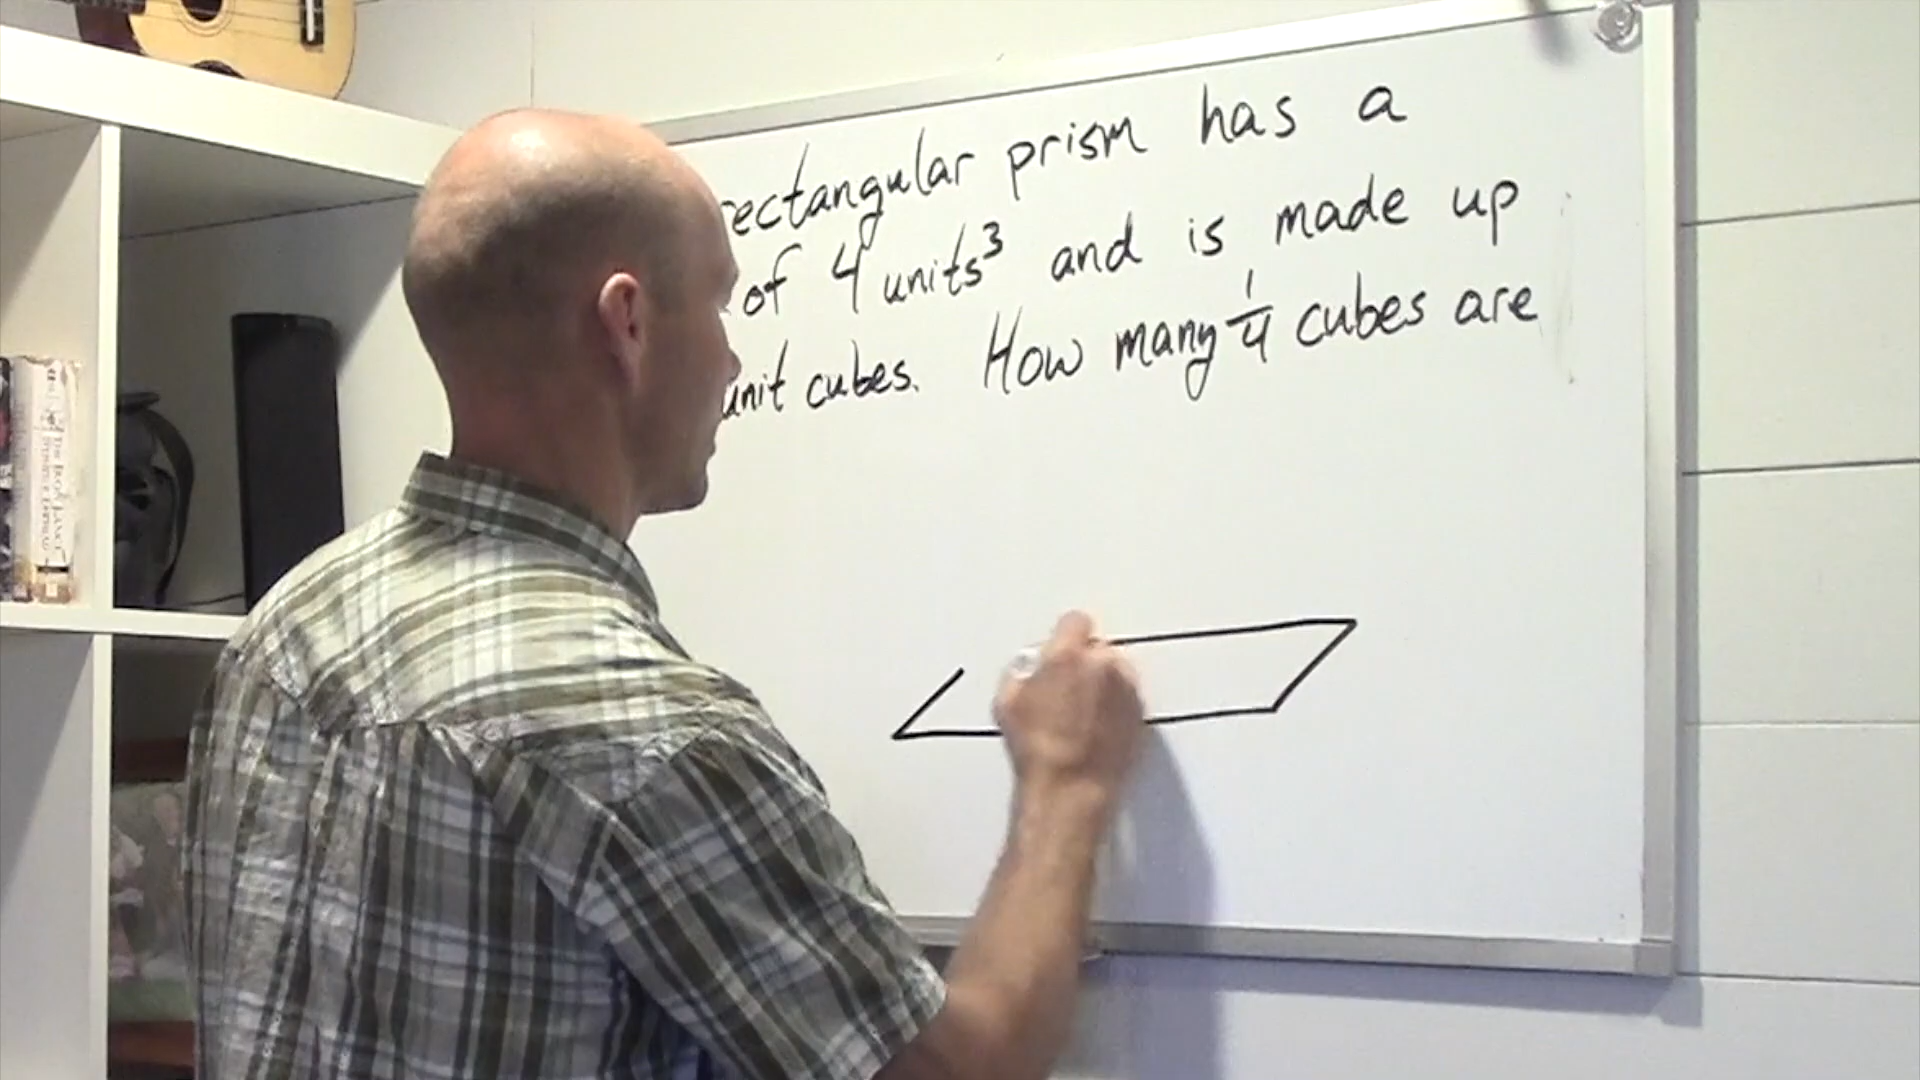 rectangular prism has a
of 4 units³ and is made up
unit cubes. How many 1/4 cubes are